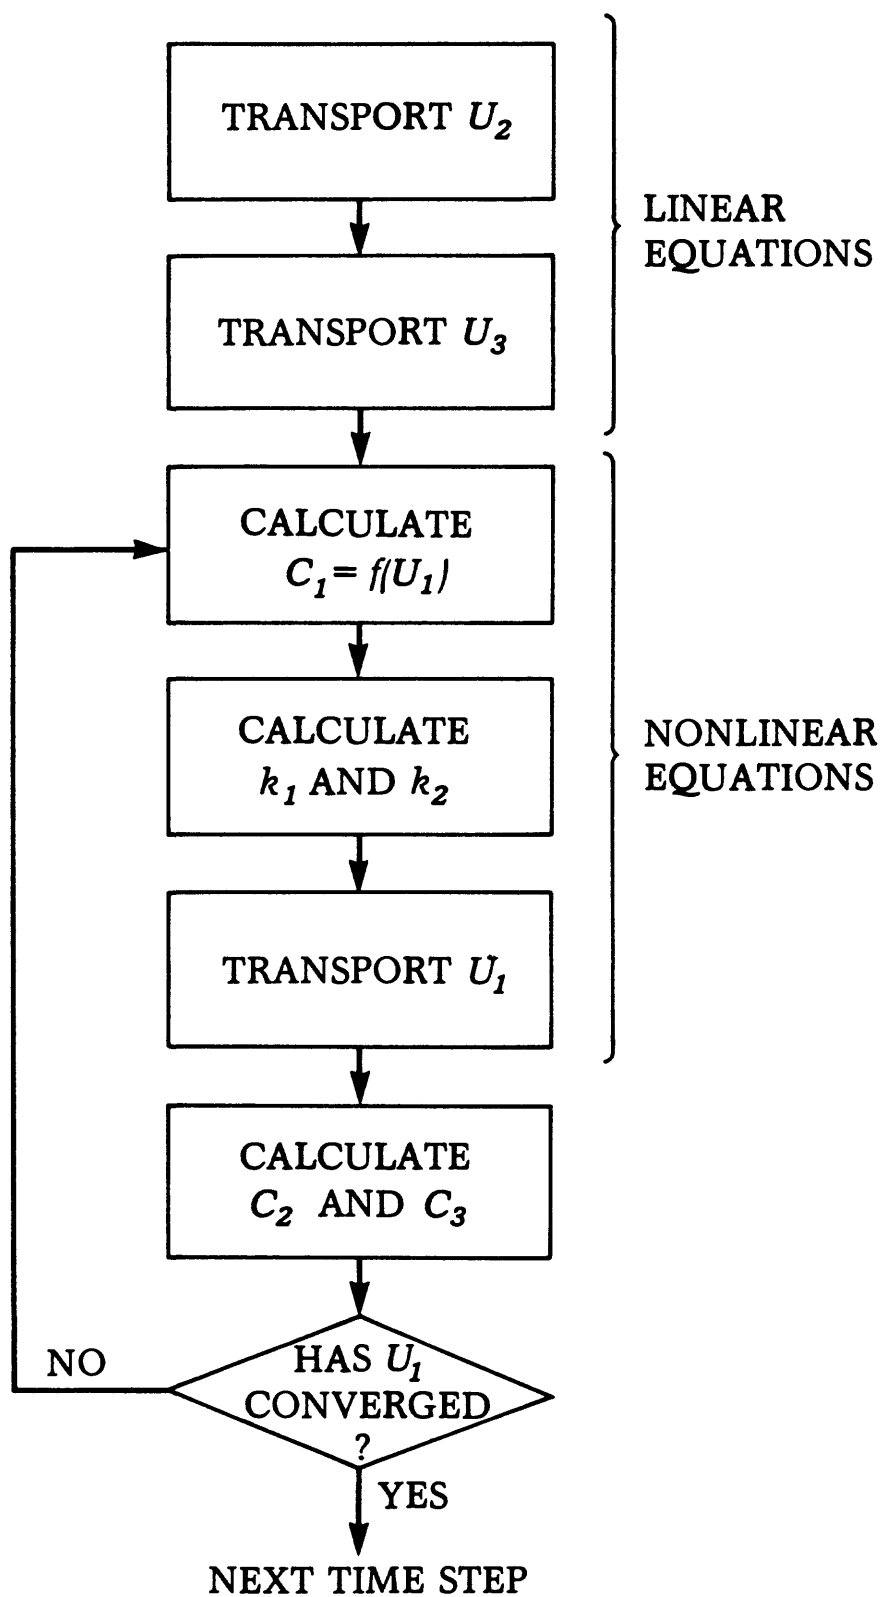 TRANSPORT U₂
LINEAR
EQUATIONS
TRANSPORT U₃
CALCULATE
C₁ = f(U₁)
CALCULATE
k₁ AND k₂
NONLINEAR
EQUATIONS
TRANSPORT U₁
CALCULATE
C₂ AND C₃
HAS U₁
CONVERGED
?
NO
YES
NEXT TIME STEP